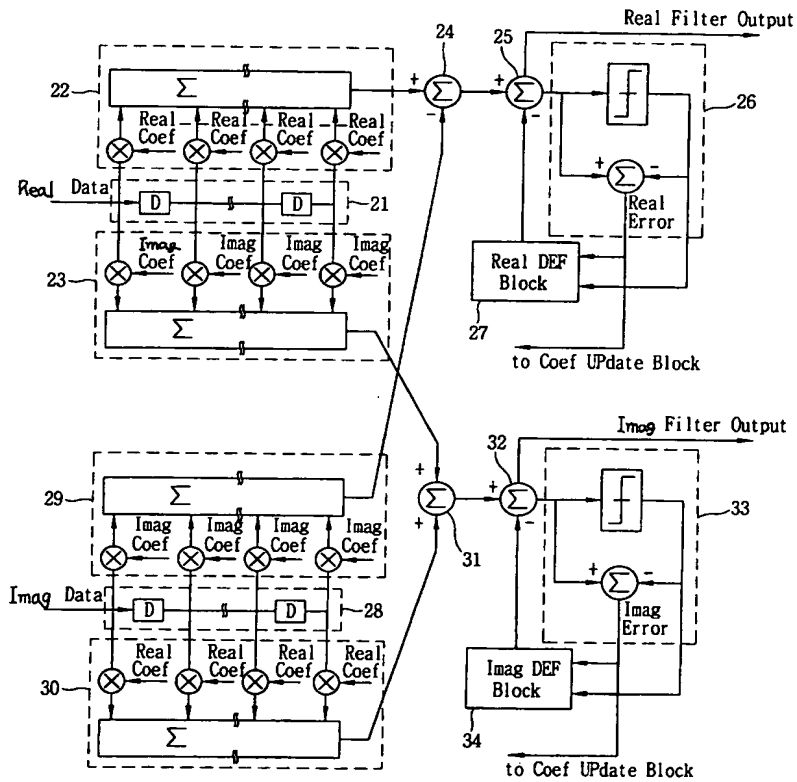 Real Filter Output
24
25
22
Σ
+
Σ
-
+
Σ
-
26
Real Coef
Real Coef
Real Coef
Real Coef
+
Σ
-
Real Error
Real Data
D
D
21
Imag Coef
Imag Coef
Imag Coef
Imag Coef
23
Real DEF Block
27
Σ
to Coef UPdate Block
Imag Filter Output
32
29
Σ
+
Σ
+
31
+
Σ
-
33
Imag Coef
Imag Coef
Imag Coef
Imag Coef
+
Σ
-
Imag Error
Imag Data
D
D
28
Real Coef
Real Coef
Real Coef
Real Coef
30
Imag DEF Block
34
Σ
to Coef UPdate Block